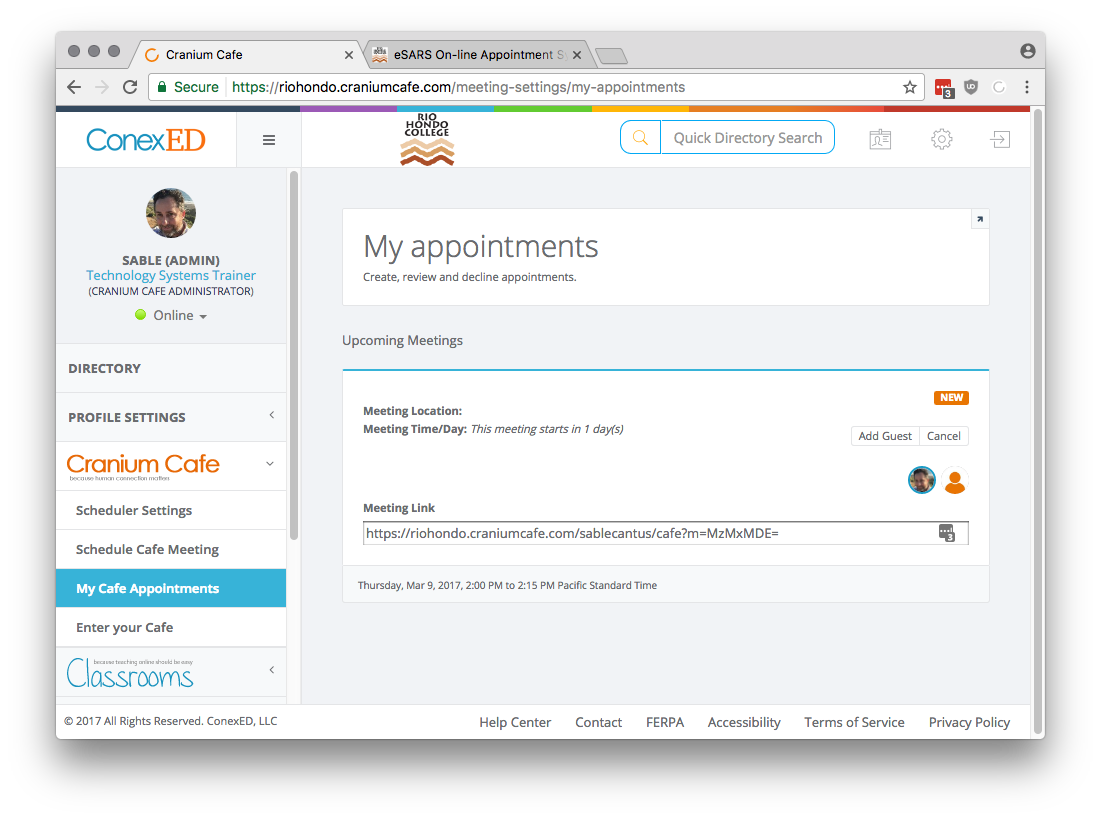 Cranium Cafe
eSARS On-line Appointment S
Secure
https://riohondo.craniumcafe.com/meeting-settings/my-appointments
3
ConexED
RIO
HONDO
COLLEGE
Quick Directory Search
SABLE (ADMIN)
Technology Systems Trainer
(CRANIUM CAFE ADMINISTRATOR)
Online
DIRECTORY
PROFILE SETTINGS
Cranium Cafe
because human connection matters
Scheduler Settings
Schedule Cafe Meeting
My Cafe Appointments
Enter your Cafe
because teaching online should be easy
Classrooms
My appointments
Create, review and decline appointments.
Upcoming Meetings
NEW
Meeting Location:
Meeting Time/Day: This meeting starts in 1 day(s)
Add Guest
Cancel
Meeting Link
https://riohondo.craniumcafe.com/sablecantus/cafe?m=MzMxMDE=
3
Thursday, Mar 9, 2017, 2:00 PM to 2:15 PM Pacific Standard Time
© 2017 All Rights Reserved. ConexED, LLC
Help Center
Contact
FERPA
Accessibility
Terms of Service
Privacy Policy